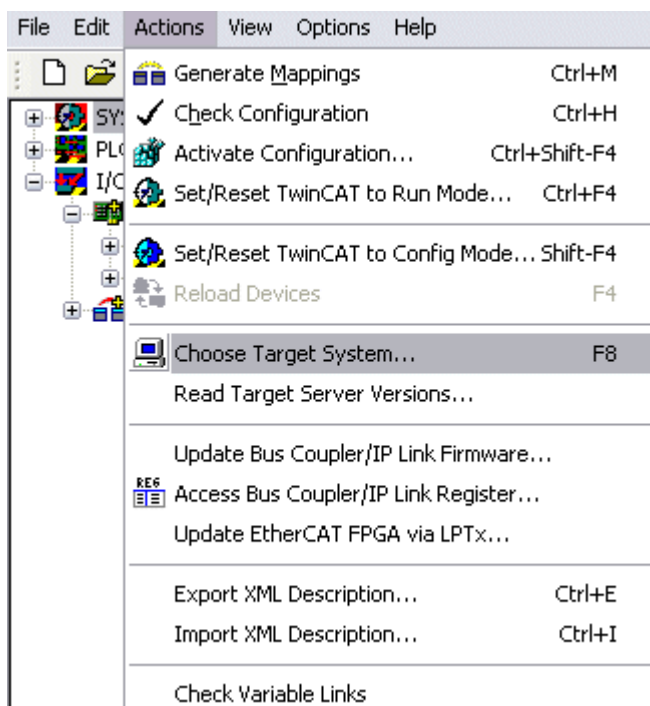 File Edit Actions View Options Help
Generate Mappings Ctrl+M
SYS
Check Configuration Ctrl+H
PLC
Activate Configuration... Ctrl+Shift-F4
I/O
Set/Reset TwinCAT to Run Mode... Ctrl+F4
Set/Reset TwinCAT to Config Mode... Shift-F4
Reload Devices F4
Choose Target System... F8
Read Target Server Versions...
Update Bus Coupler/IP Link Firmware...
REG
Access Bus Coupler/IP Link Register...
Update EtherCAT FPGA via LPTx...
Export XML Description... Ctrl+E
Import XML Description... Ctrl+I
Check Variable Links